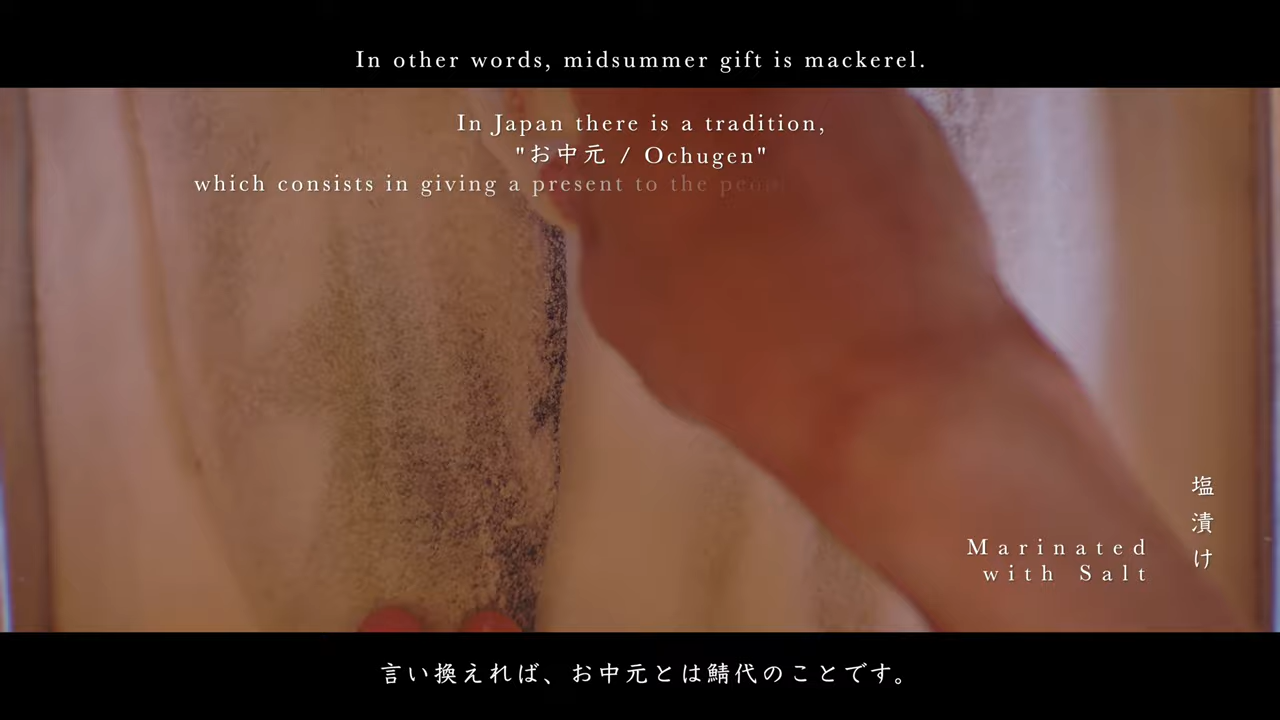 In other words, midsummer gift is mackerel.
In Japan there is a tradition,
"お中元 / Ochugen"
which consists in giving a present to the
Marinated
with Salt
塩漬け
言い換えれば、お中元とは鯖代のことです。